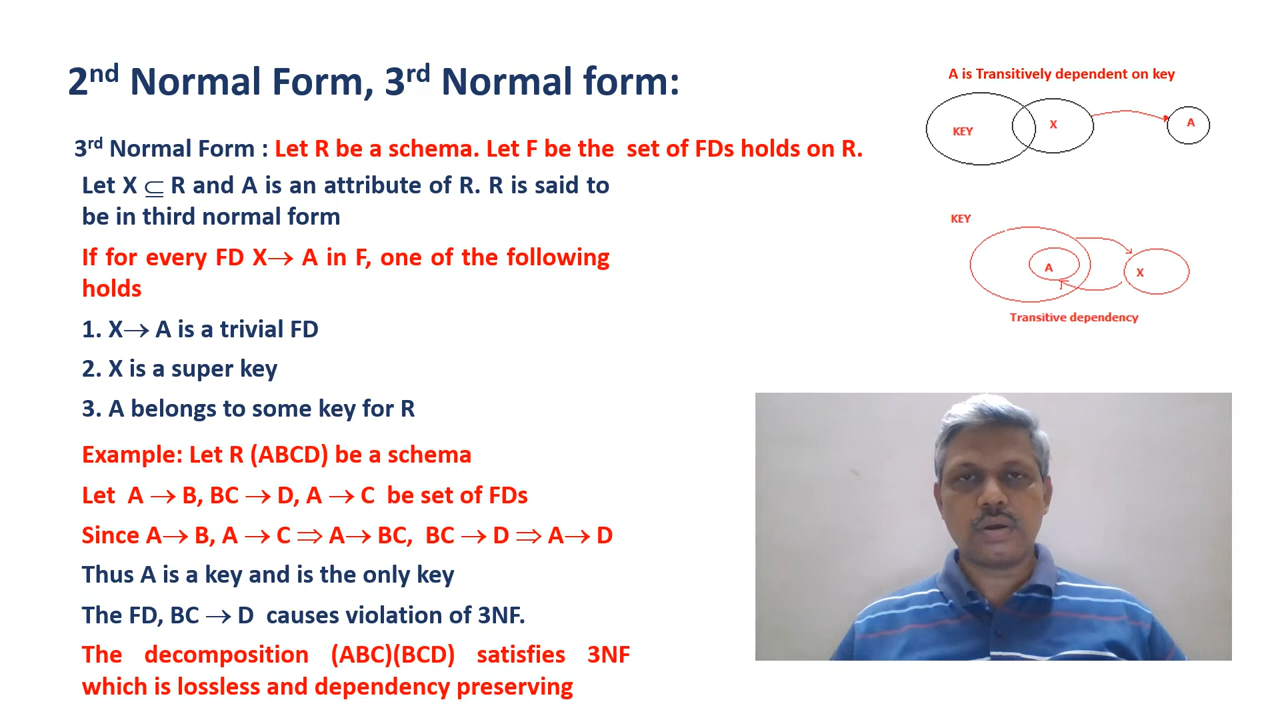 2nd Normal Form, 3rd Normal form:
3rd Normal Form : Let R be a schema. Let F be the set of FDs holds on R.
Let X ⊆ R and A is an attribute of R. R is said to
be in third normal form
If for every FD X→ A in F, one of the following
holds
1. X→ A is a trivial FD
2. X is a super key
3. A belongs to some key for R
Example: Let R (ABCD) be a schema
Let A → B, BC → D, A → C be set of FDs
Since A→ B, A → C ⇒ A→ BC, BC → D ⇒ A→ D
Thus A is a key and is the only key
The FD, BC → D causes violation of 3NF.
The decomposition (ABC)(BCD) satisfies 3NF
which is lossless and dependency preserving
A is Transitively dependent on key
KEY X A
KEY
A X
Transitive dependency